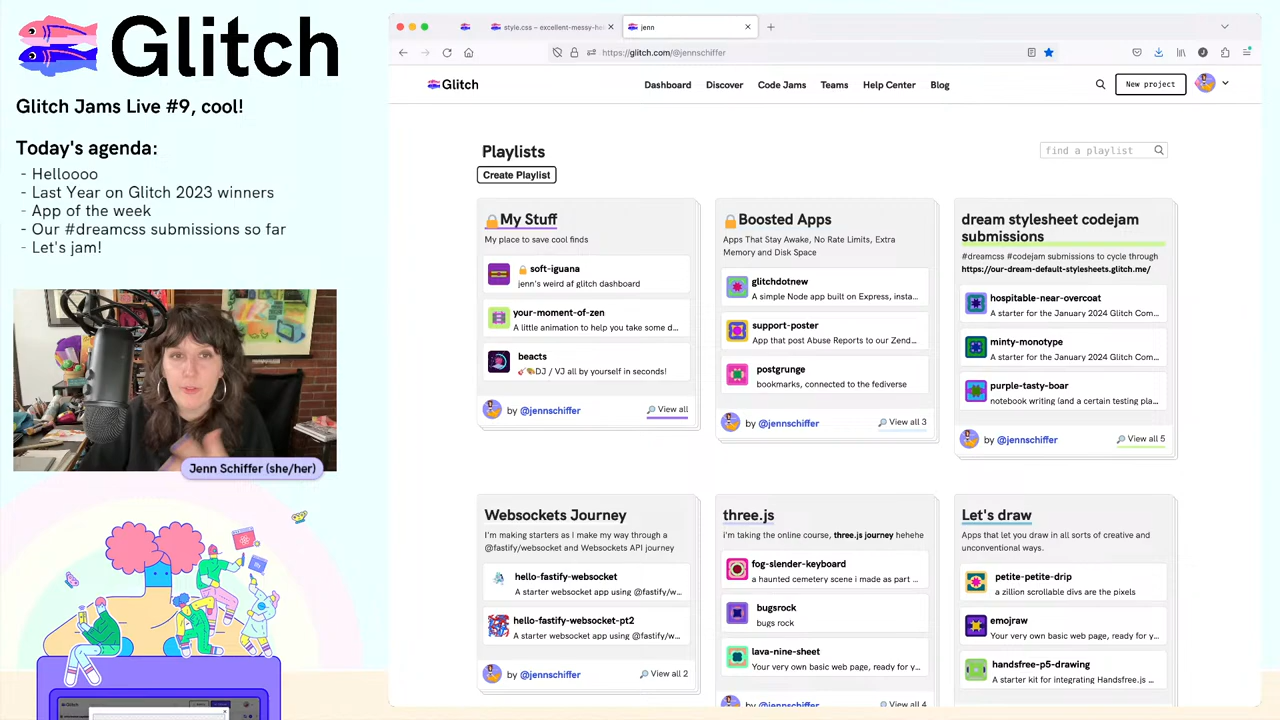 Glitch
Glitch Jams Live #9, cool!
Today's agenda:
- Helloooo
- Last Year on Glitch 2023 winners
- App of the week
- Our #dreamcss submissions so far
- Let's jam!
Jenn Schiffer (she/her)
style.css – excellent-messy-he
jenn
https://glitch.com/@jennschiffer
Glitch
Dashboard Discover Code Jams Teams Help Center Blog
New project
Playlists
find a playlist
Create Playlist
My Stuff
My place to save cool finds
soft-iguana
jenn's weird af glitch dashboard
your-moment-of-zen
A little animation to help you take some d...
beacts
DJ / VJ all by yourself in seconds!
by @jennschiffer
View all
Boosted Apps
Apps That Stay Awake, No Rate Limits, Extra
Memory and Disk Space
glitchdotnew
A simple Node app built on Express, insta...
support-poster
App that post Abuse Reports to our Zend...
postgrunge
bookmarks, connected to the fediverse
by @jennschiffer
View all 3
dream stylesheet codejam
submissions
#dreamcss #codejam submissions to cycle through
https://our-dream-default-stylesheets.glitch.me/
hospitable-near-overcoat
A starter for the January 2024 Glitch Com...
minty-monotype
A starter for the January 2024 Glitch Com...
purple-tasty-boar
notebook writing (and a certain testing pla...
by @jennschiffer
View all 5
Websockets Journey
I'm making starters as I make my way through a
@fastify/websocket and Websockets API journey
hello-fastify-websocket
A starter websocket app using @fastify/w...
hello-fastify-websocket-pt2
A starter websocket app using @fastify/w...
by @jennschiffer
View all 2
three.js
i'm taking the online course, three.js journey hehehe
fog-slender-keyboard
a haunted cemetery scene i made as part ...
bugsrock
bugs rock
lava-nine-sheet
Your very own basic web page, ready for y...
by @jennschiffer
View all 4
Let's draw
Apps that let you draw in all sorts of creative and
unconventional ways.
petite-petite-drip
a zillion scrollable divs are the pixels
emojraw
Your very own basic web page, ready for y...
handsfree-p5-drawing
A starter kit for integrating Handsfree.js ...